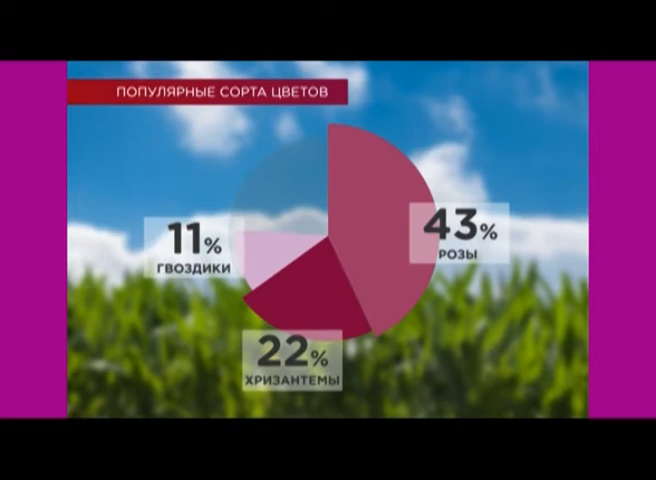 ПОПУЛЯРНЫЕ СОРТА ЦВЕТОВ
43%
РОЗЫ
11%
ГВОЗДИКИ
22%
ХРИЗАНТЕМЫ